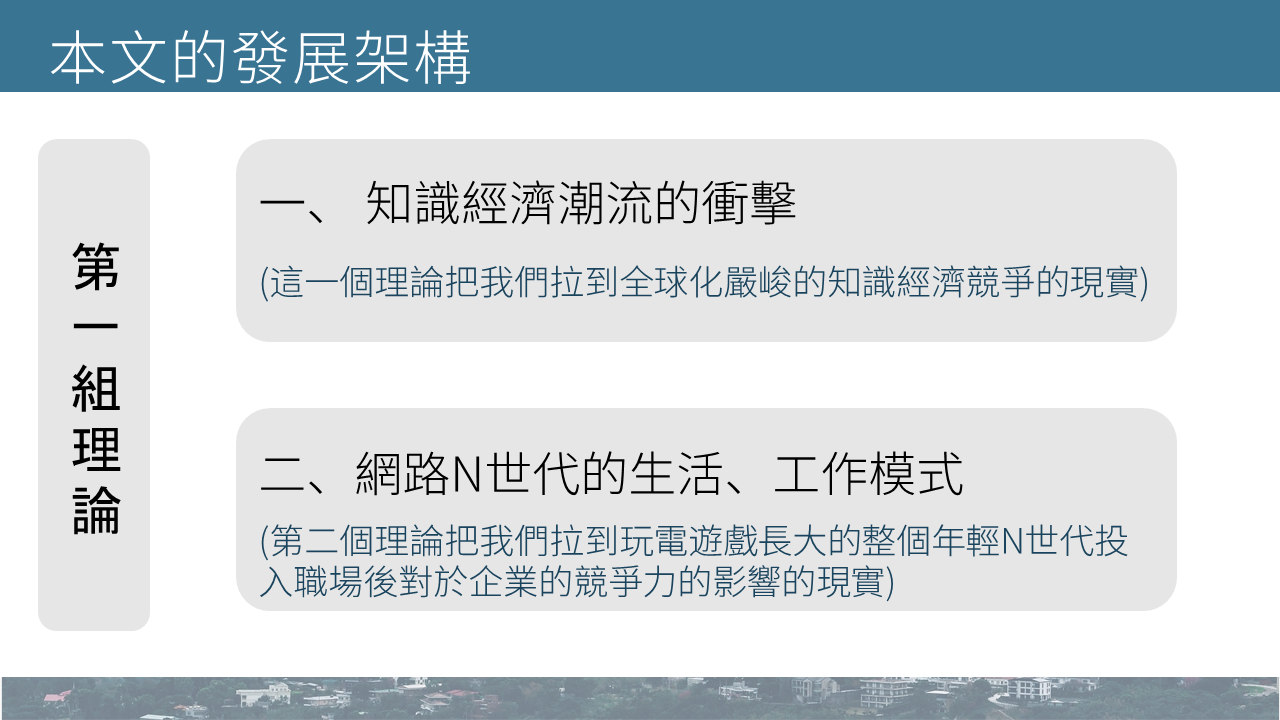 本文的發展架構
第一組理論
一、 知識經濟潮流的衝擊
(這一個理論把我們拉到全球化嚴峻的知識經濟競爭的現實)
二、網路N世代的生活、工作模式
(第二個理論把我們拉到玩電遊戲長大的整個年輕N世代投
入職場後對於企業的競爭力的影響的現實)